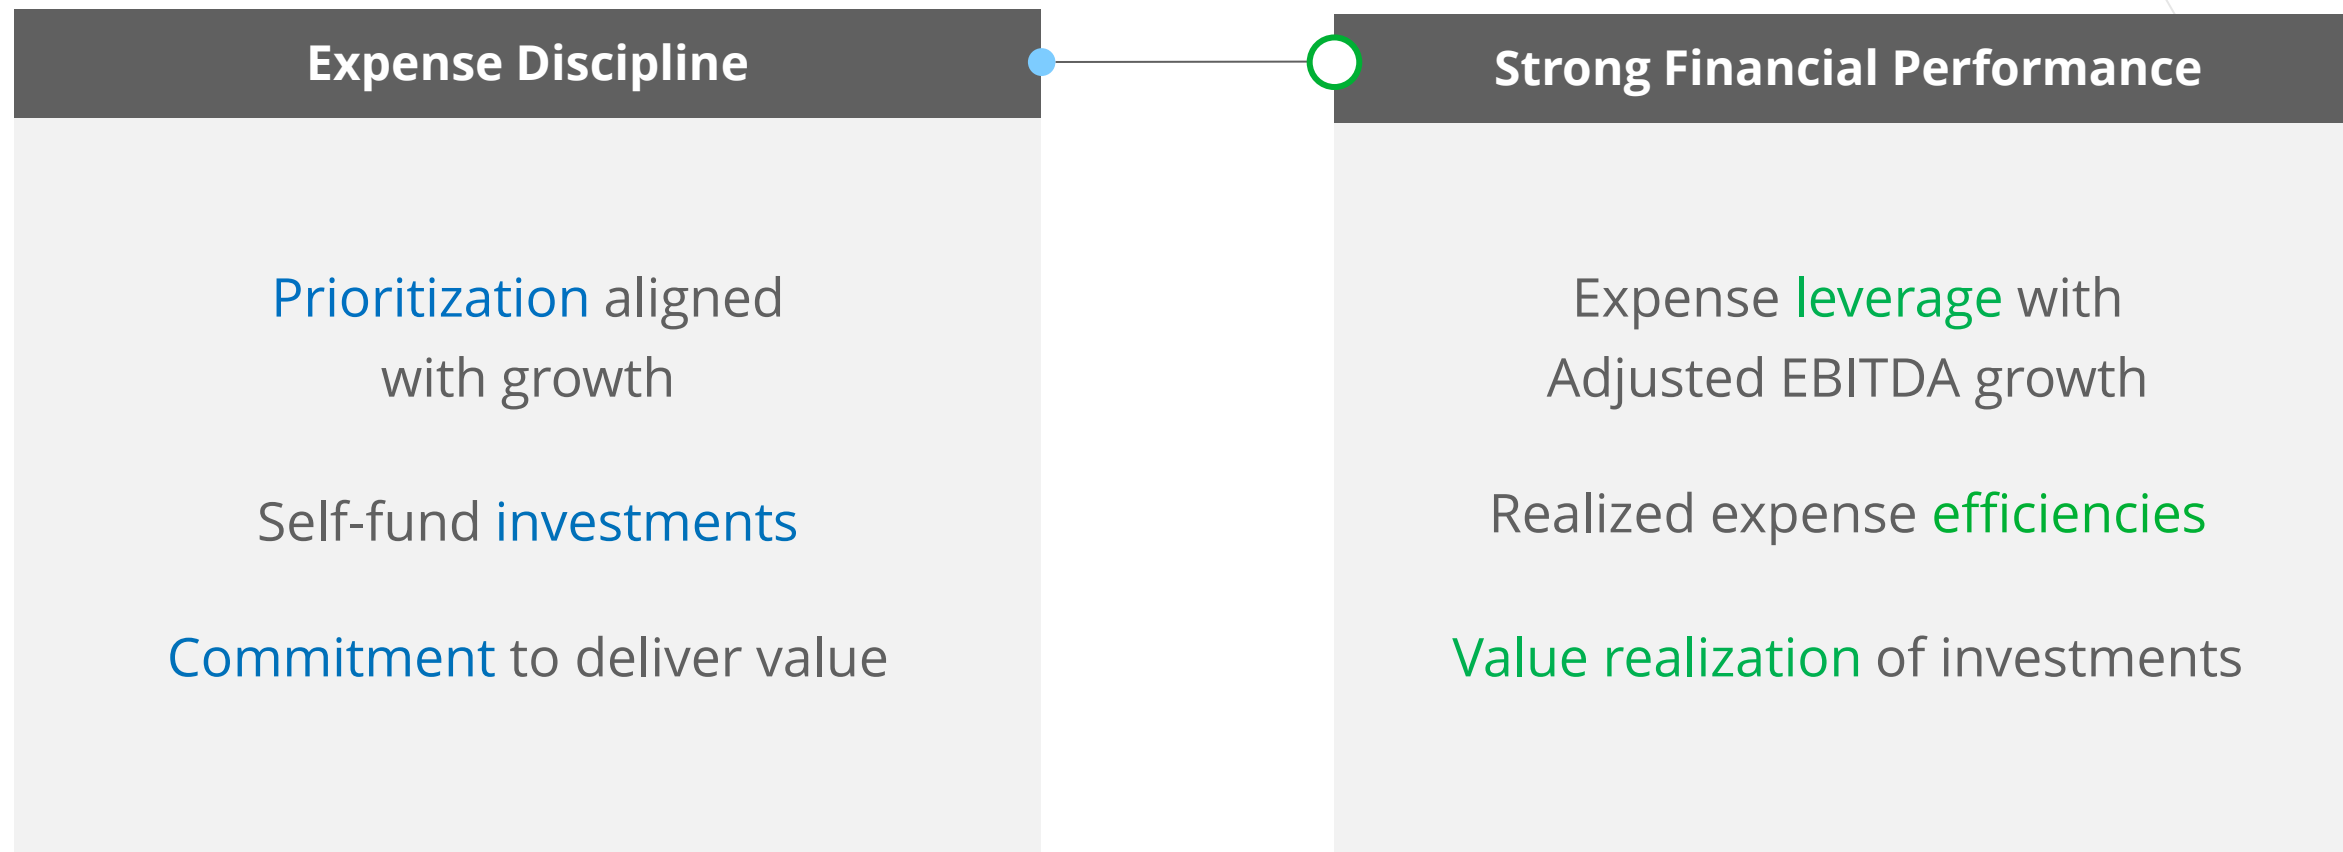 Expense Discipline
Prioritization aligned
with growth
Self-fund investments
Commitment to deliver value
Strong Financial Performance
Expense leverage with
Adjusted EBITDA growth
Realized expense efficiencies
Value realization of investments